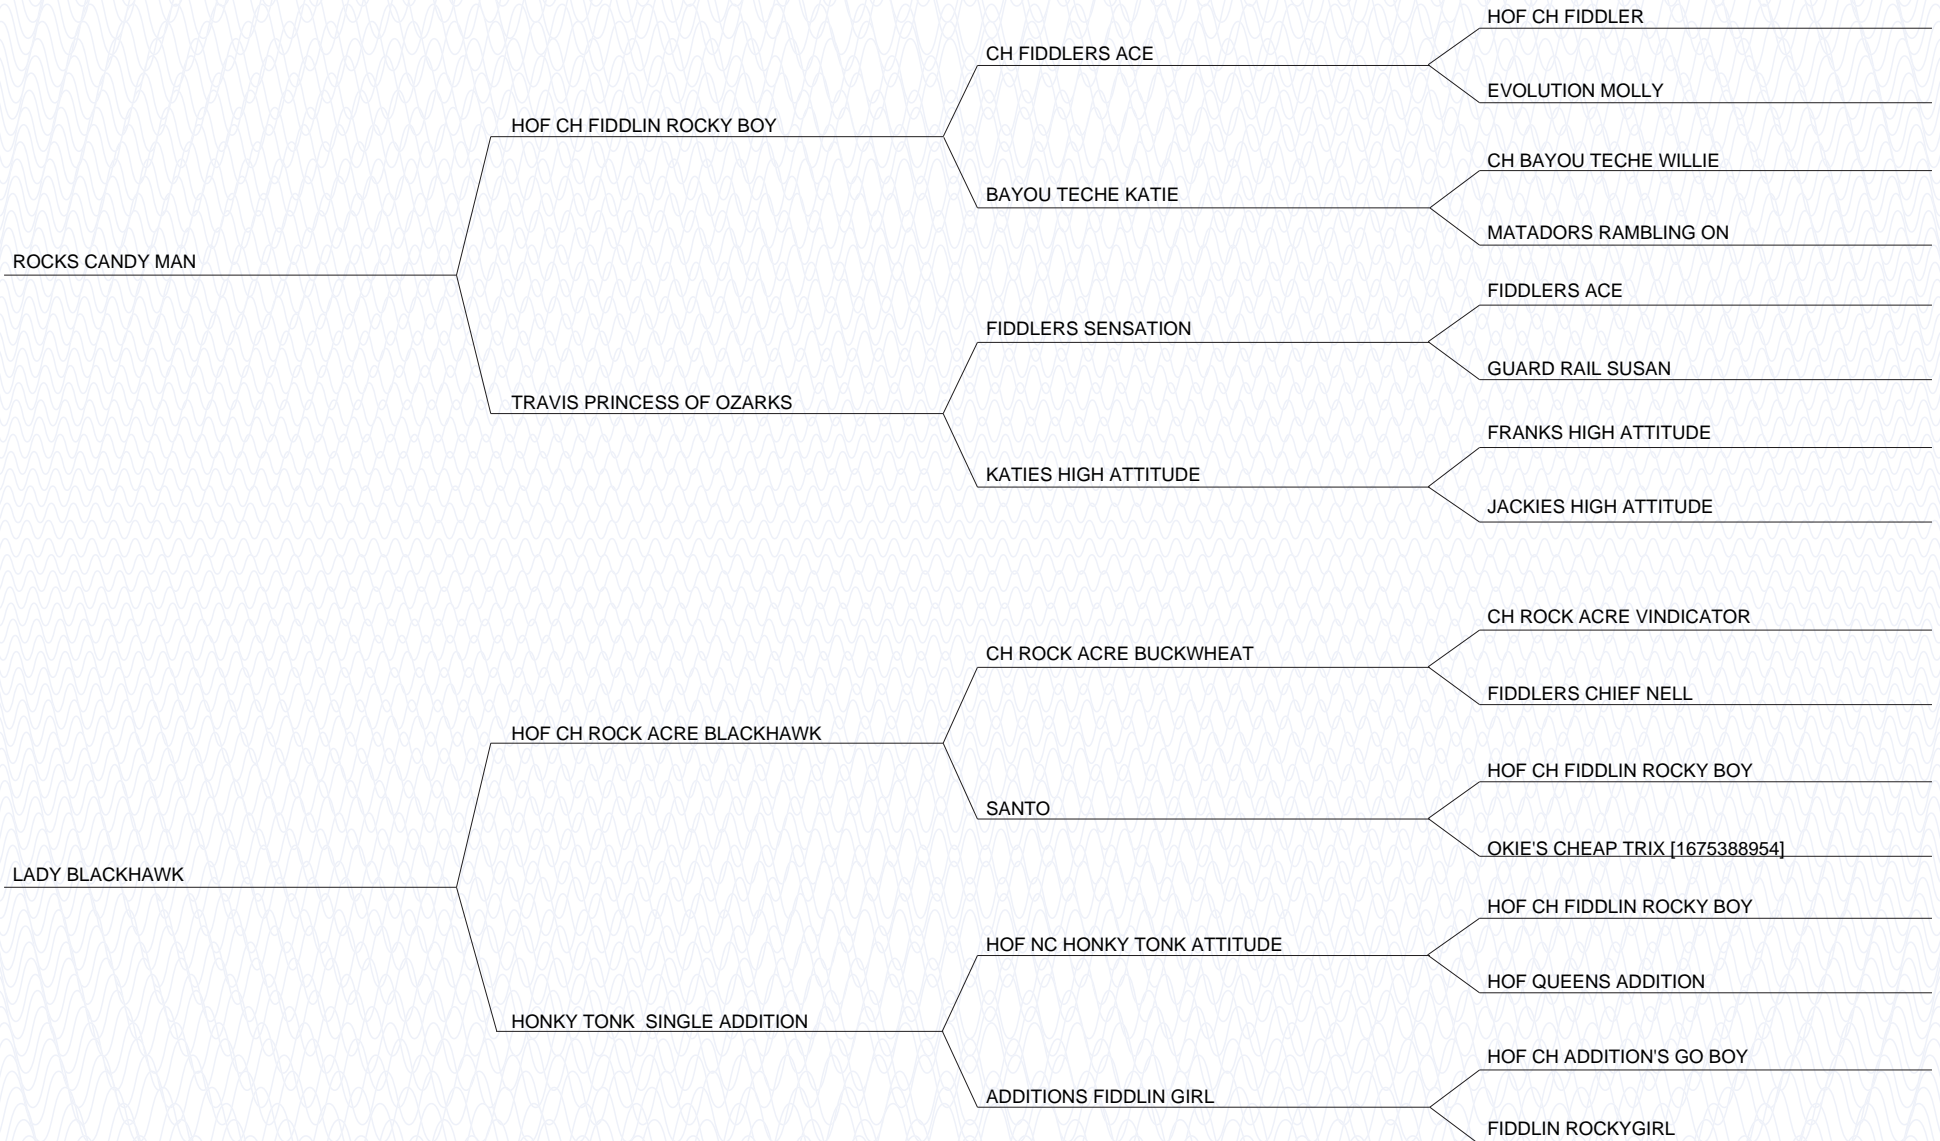 HOF CH FIDDLER
CH FIDDLERS ACE
EVOLUTION MOLLY
HOF CH FIDDLIN ROCKY BOY
CH BAYOU TECHE WILLIE
BAYOU TECHE KATIE
MATADORS RAMBLING ON
ROCKS CANDY MAN
FIDDLERS ACE
FIDDLERS SENSATION
GUARD RAIL SUSAN
TRAVIS PRINCESS OF OZARKS
FRANKS HIGH ATTITUDE
KATIES HIGH ATTITUDE
JACKIES HIGH ATTITUDE
CH ROCK ACRE VINDICATOR
CH ROCK ACRE BUCKWHEAT
FIDDLERS CHIEF NELL
HOF CH ROCK ACRE BLACKHAWK
HOF CH FIDDLIN ROCKY BOY
SANTO
OKIE'S CHEAP TRIX [1675388954]
LADY BLACKHAWK
HOF CH FIDDLIN ROCKY BOY
HOF NC HONKY TONK ATTITUDE
HOF QUEENS ADDITION
HONKY TONK  SINGLE ADDITION
HOF CH ADDITION'S GO BOY
ADDITIONS FIDDLIN GIRL
FIDDLIN ROCKYGIRL